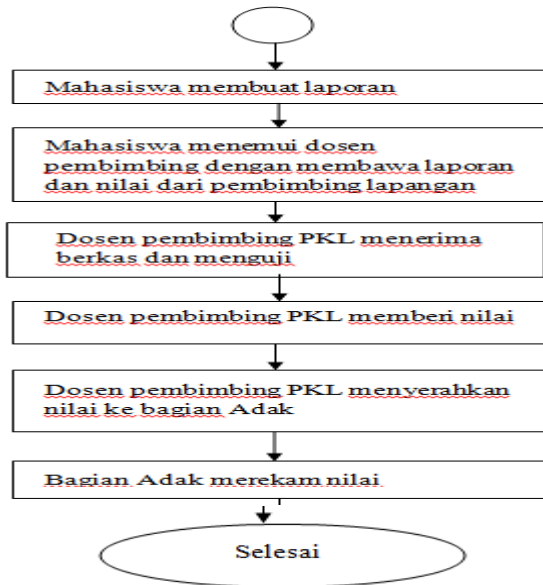 Mahasiswa membuat laporan
Mahasiswa menemui dosen
pembimbing dengan membawa laporan
dan nilai dari pembimbing lapangan
Dosen pembimbing PKL menerima
berkas dan menguji
Dosen pembimbing PKL memberi nilai
Dosen pembimbing PKL menyerahkan
nilai ke bagian Adak
Bagian Adak merekam nilai
Selesai